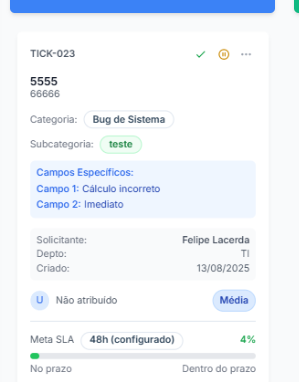 TICK-023
5555
66666
Categoria: Bug de Sistema
Subcategoria: teste
Campos Específicos:
Campo 1: Cálculo incorreto
Campo 2: Imediato
Solicitante: Felipe Lacerda
Depto: TI
Criado: 13/08/2025
U Não atribuído Média
Meta SLA 48h (configurado) 4%
No prazo Dentro do prazo